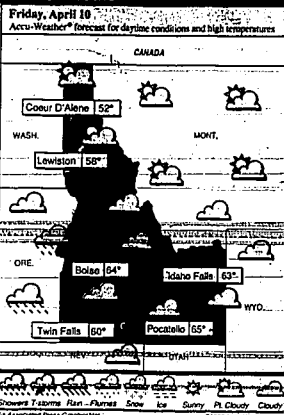 Friday, April 10
Accu-Weather® forecast for daytime conditions and high temperatures
CANADA
Coeur D'Alene 52°
WASH.
MONT.
Lewiston 58°
ORE.
Boise 64°
Idaho Falls 63°
WYO.
Twin Falls 60°
Pocatello 65°
NEV.
UTAH
Showers T-storms Rain Flurries Snow Ice Sunny Pt. Cloudy Cloudy